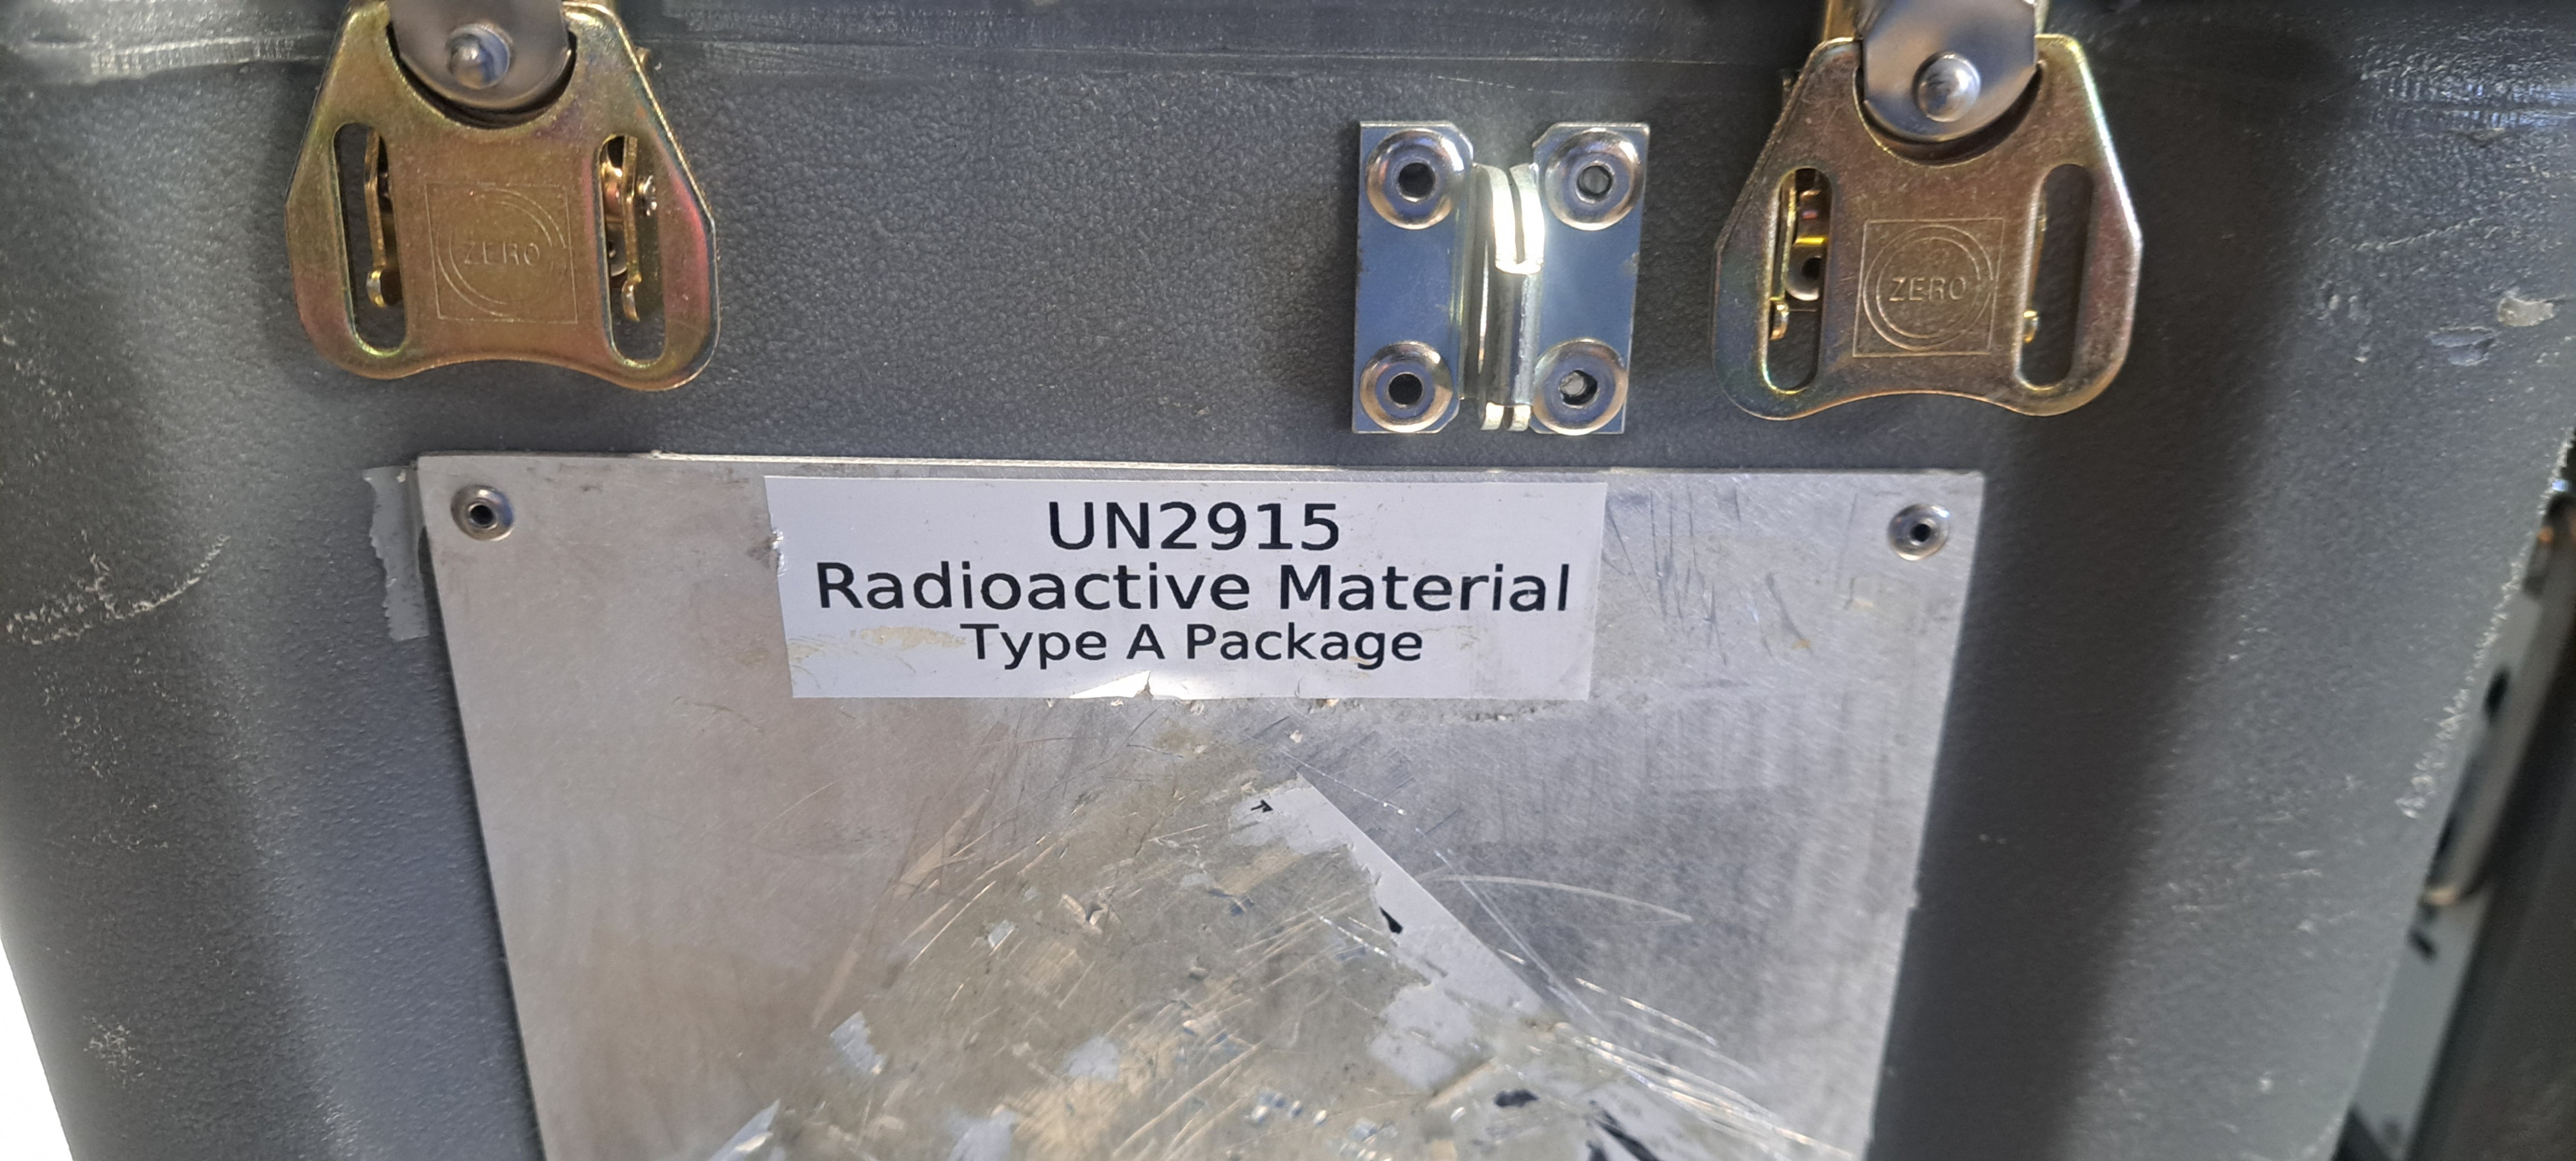 ZERO
ZERO
UN2915
Radioactive Material
Type A Package